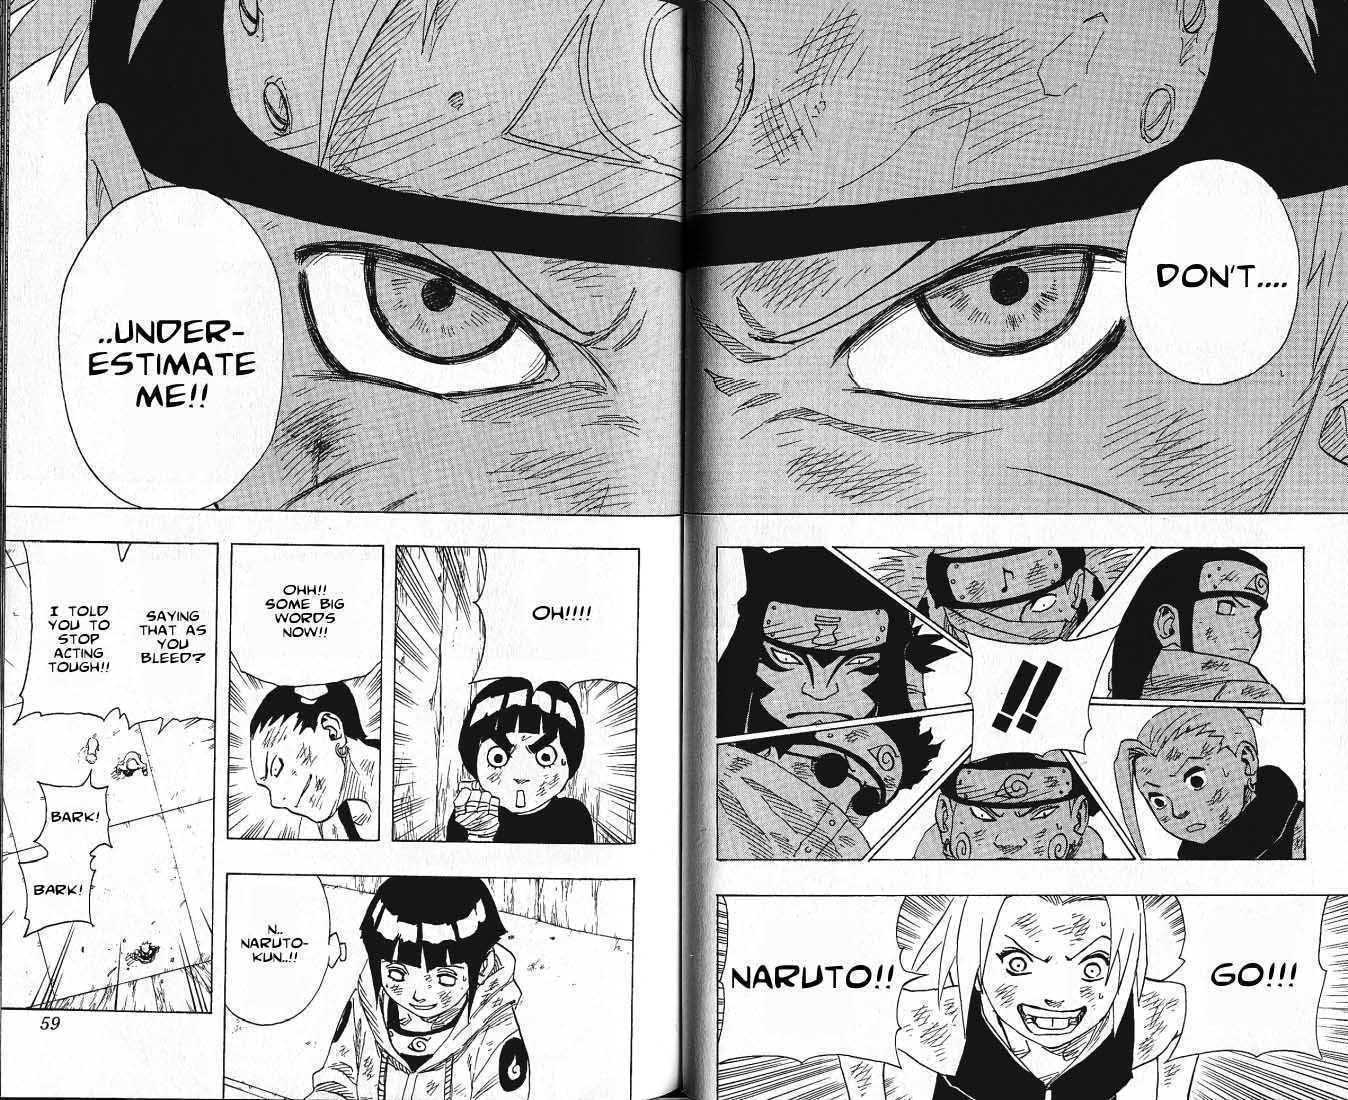 DON'T....
..UNDER-
ESTIMATE
ME!!
!!
GO!!!
NARUTO!!
OH!!!!
OHH!!
SOME BIG
WORDS
NOW!!
SAYING
THAT AS
YOU
BLEED?
I TOLD
YOU TO
STOP
ACTING
TOUGH!!
BARK!
BARK!
N..
NARUTO-
KUN..!!
59